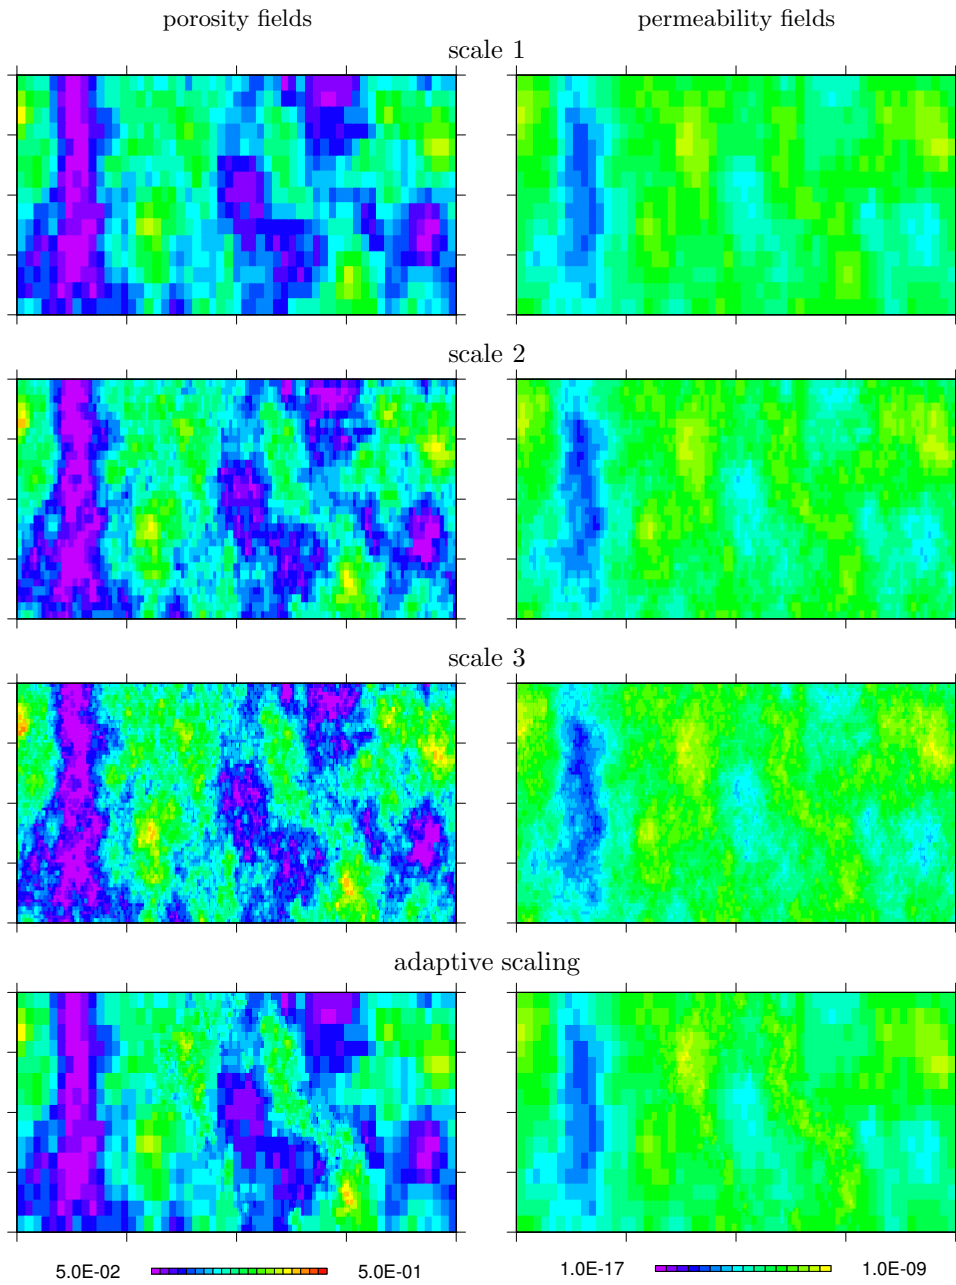 porosity fields
permeability fields
scale 1
scale 2
scale 3
adaptive scaling
5.0E-02
5.0E-01
1.0E-17
1.0E-09